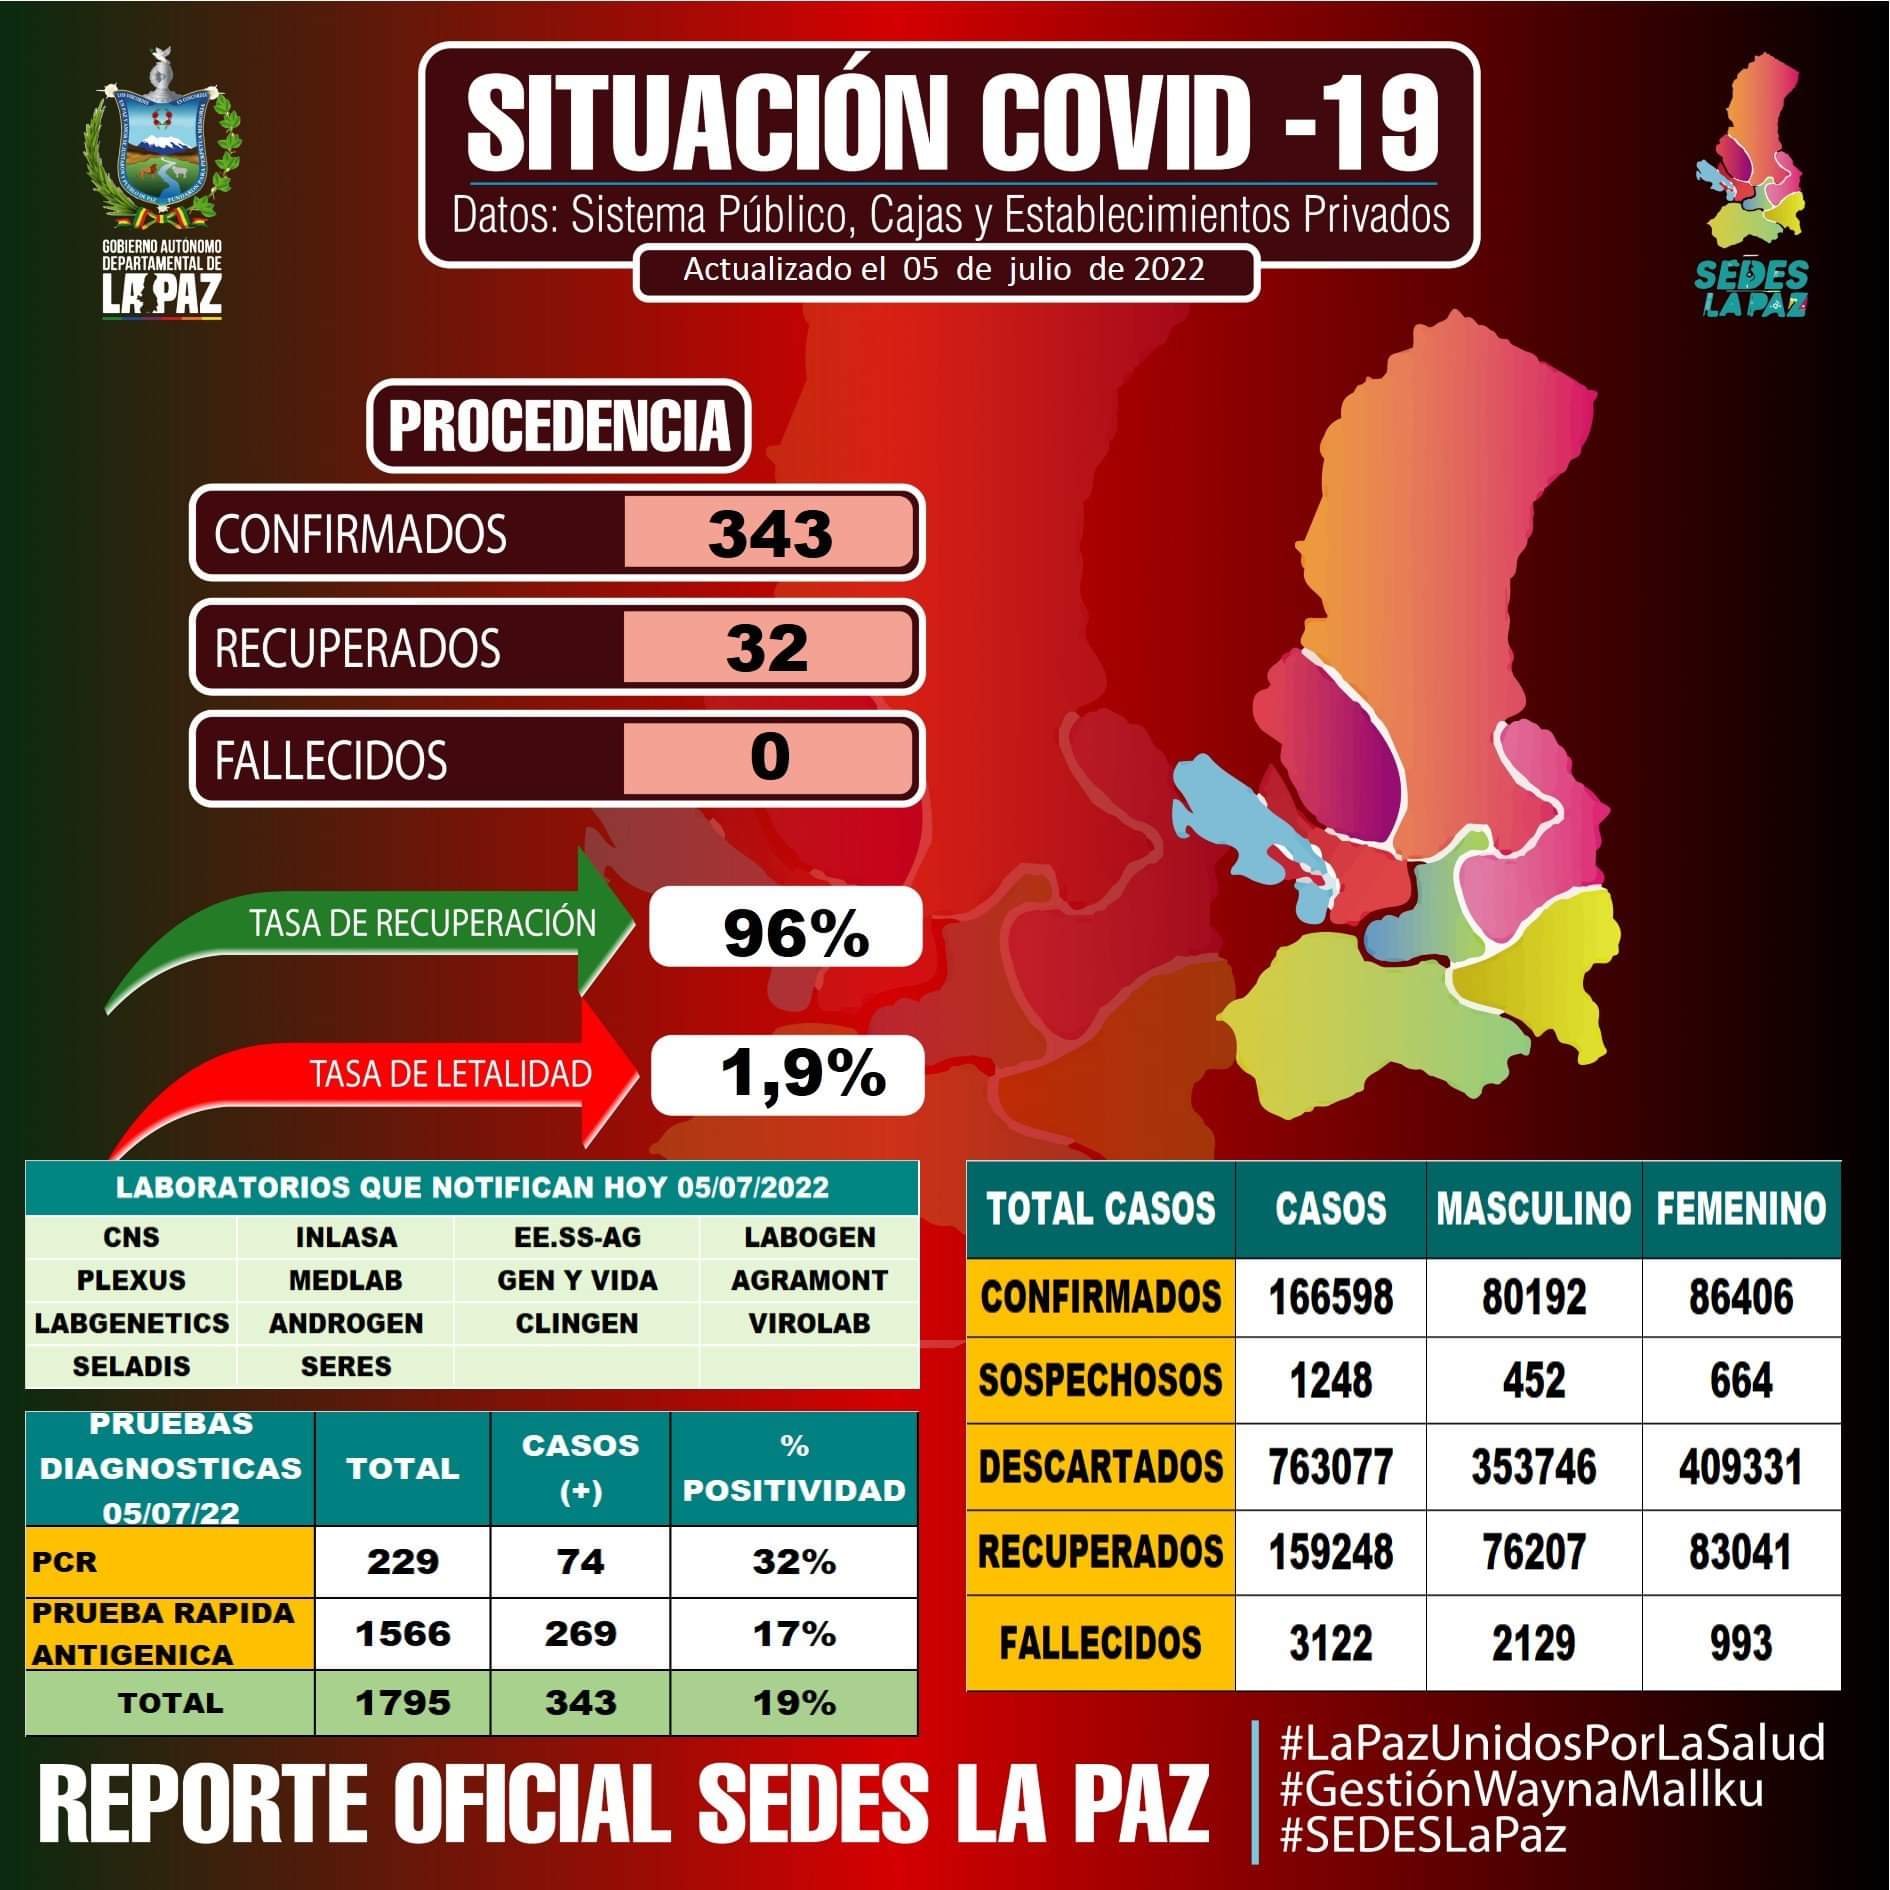 SITUACIÓN COVID -19
Datos: Sistema Público, Cajas y Establecimientos Privados
Actualizado el 05 de julio de 2022
GOBIERNO AUTÓNOMO
DEPARTAMENTAL DE
LA PAZ
SEDES
LA PAZ
PROCEDENCIA
CONFIRMADOS 343
RECUPERADOS 32
FALLECIDOS 0
TASA DE RECUPERACIÓN 96%
TASA DE LETALIDAD 1,9%
LABORATORIOS QUE NOTIFICAN HOY 05/07/2022
CNS INLASA EE.SS-AG LABOGEN
PLEXUS MEDLAB GEN Y VIDA AGRAMONT
LABGENETICS ANDROGEN CLINGEN VIROLAB
SELADIS SERES
PRUEBAS
DIAGNOSTICAS
05/07/22
TOTAL
CASOS
(+)
%
POSITIVIDAD
PCR 229 74 32%
PRUEBA RAPIDA
ANTIGENICA
1566 269 17%
TOTAL 1795 343 19%
TOTAL CASOS CASOS MASCULINO FEMENINO
CONFIRMADOS 166598 80192 86406
SOSPECHOSOS 1248 452 664
DESCARTADOS 763077 353746 409331
RECUPERADOS 159248 76207 83041
FALLECIDOS 3122 2129 993
REPORTE OFICIAL SEDES LA PAZ
#LaPazUnidosPorLaSalud
#GestiónWaynaMallku
#SEDESLaPaz